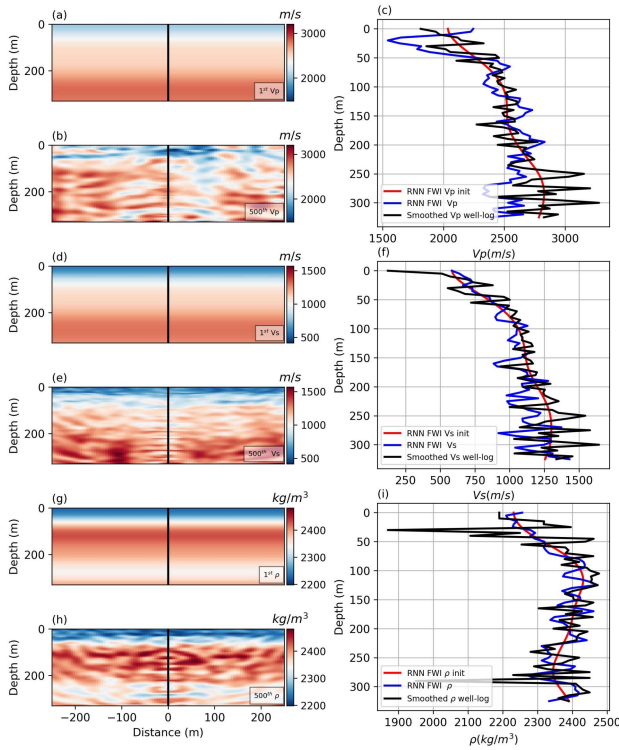 (a)
m/s
Depth (m)
0
200
1st Vp
3000
2000
(b)
m/s
Depth (m)
0
200
500th Vp
3000
2000
(c)
Depth (m)
0
50
100
150
200
250
300
RNN FWI Vp init
RNN FWI Vp
Smoothed Vp well-log
1500
2000
2500
3000
Vp(m/s)
(d)
m/s
Depth (m)
0
200
1st Vs
1500
1000
500
(e)
m/s
Depth (m)
0
200
500th Vs
1500
1000
500
(f)
Depth (m)
0
50
100
150
200
250
300
RNN FWI Vs init
RNN FWI Vs
Smoothed Vs well-log
250
500
750
1000
1250
1500
Vs(m/s)
(g)
kg/m³
Depth (m)
0
200
1st ρ
2400
2300
2200
(h)
kg/m³
Depth (m)
0
200
500th ρ
2400
2300
2200
−200
−100
0
100
200
Distance (m)
(i)
Depth (m)
0
50
100
150
200
250
300
RNN FWI ρ init
RNN FWI ρ
Smoothed ρ well-log
1900
2000
2100
2200
2300
2400
2500
ρ(kg/m³)